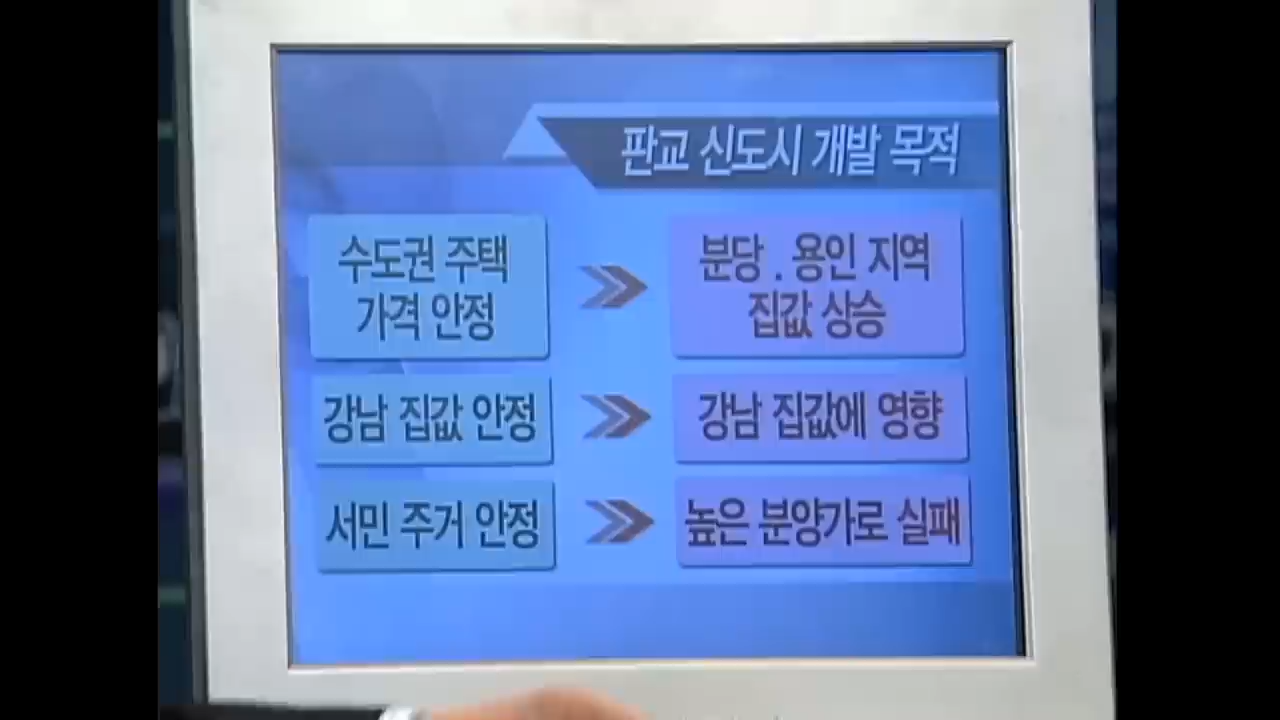 판교 신도시 개발 목적
수도권 주택
가격 안정
분당 . 용인 지역
집값 상승
강남 집값 안정
강남 집값에 영향
서민 주거 안정
높은 분양가로 실패